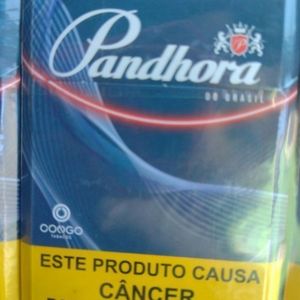 Pandhora
DO BRASIL
CONGO
TABACOS
ESTE PRODUTO CAUSA
CÂNCER